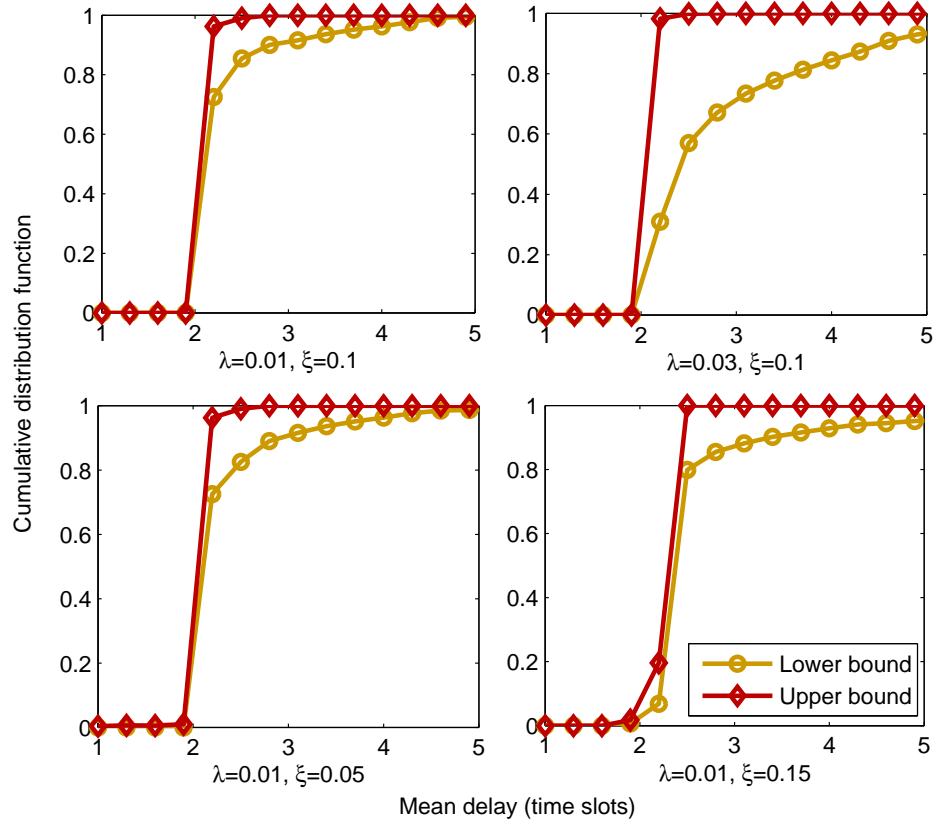 Cumulative distribution function
1
0.8
0.6
0.4
0.2
0
1 2 3 4 5
λ=0.01, ξ=0.1
1
0.8
0.6
0.4
0.2
0
1 2 3 4 5
λ=0.03, ξ=0.1
1
0.8
0.6
0.4
0.2
0
1 2 3 4 5
λ=0.01, ξ=0.05
1
0.8
0.6
0.4
0.2
0
1 2 3 4 5
λ=0.01, ξ=0.15
Lower bound
Upper bound
Mean delay (time slots)